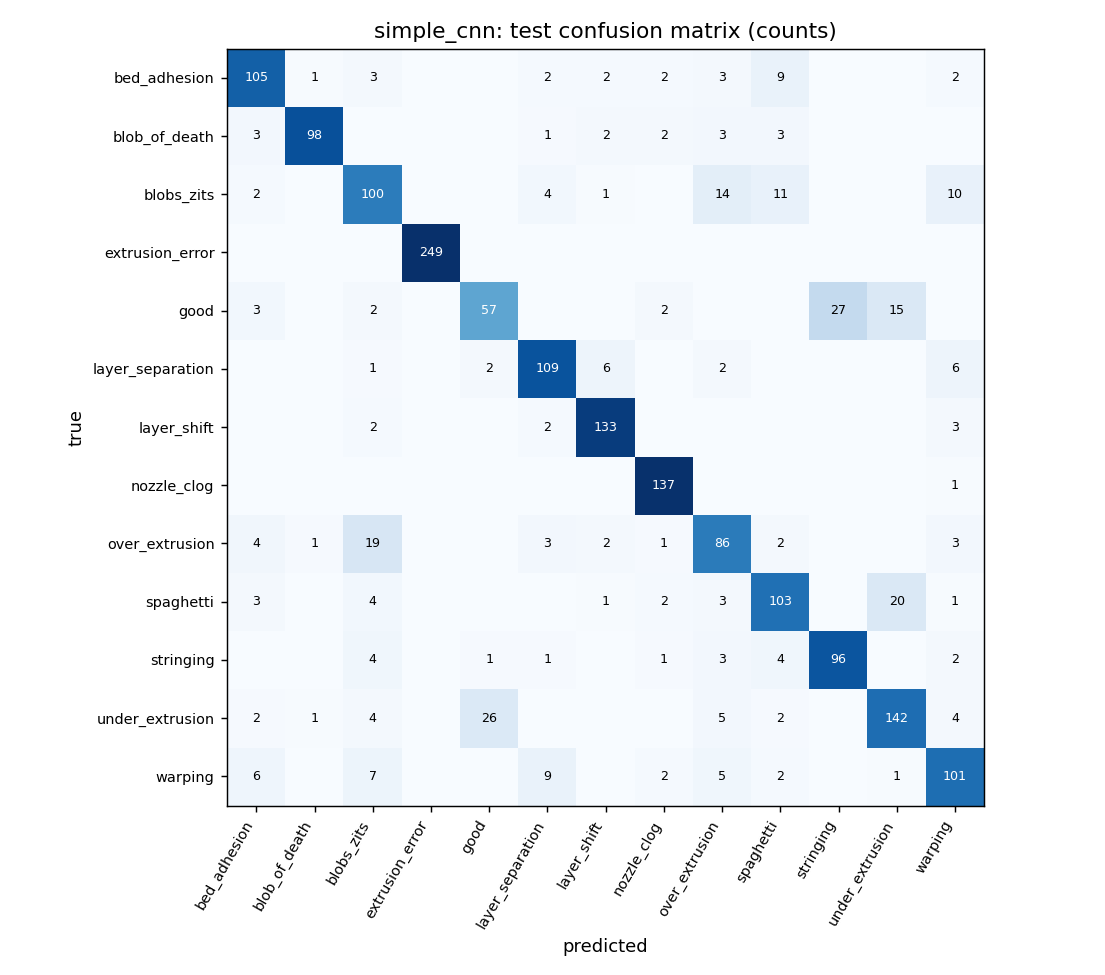 simple_cnn: test confusion matrix (counts)
bed_adhesion 105 1 3 2 2 2 3 9 2
blob_of_death 3 98 1 2 2 3 3
blobs_zits 2 100 4 1 14 11 10
extrusion_error 249
good 3 2 57 2 27 15
layer_separation 1 2 109 6 2 6
layer_shift 2 2 133 3
nozzle_clog 137 1
over_extrusion 4 1 19 3 2 1 86 2 3
spaghetti 3 4 1 2 3 103 20 1
stringing 4 1 1 1 3 4 96 2
under_extrusion 2 1 4 26 5 2 142 4
warping 6 7 9 2 5 2 1 101
true
bed_adhesion
blob_of_death
blobs_zits
extrusion_error
good
layer_separation
layer_shift
nozzle_clog
over_extrusion
spaghetti
stringing
under_extrusion
warping
predicted